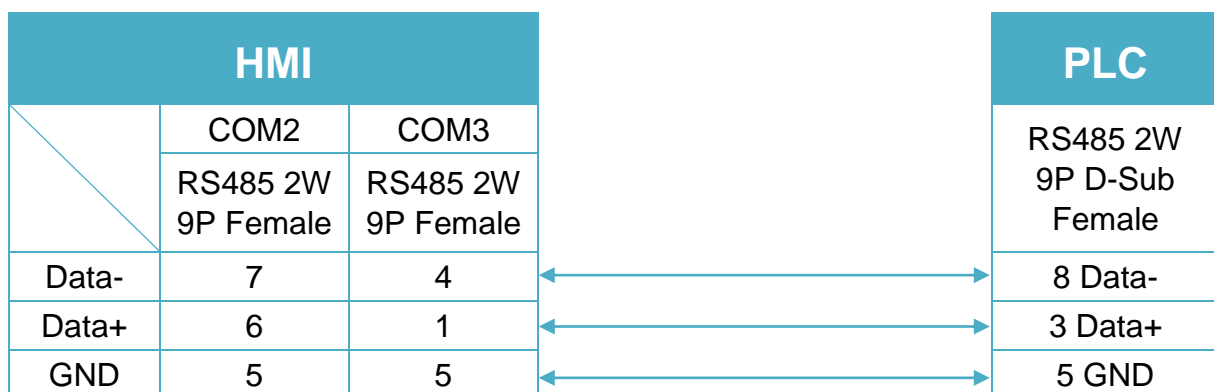 HMI
PLC
COM2
COM3
RS485 2W
9P D-Sub
Female
RS485 2W
9P Female
RS485 2W
9P Female
Data-
7
4
8 Data-
Data+
6
1
3 Data+
GND
5
5
5 GND